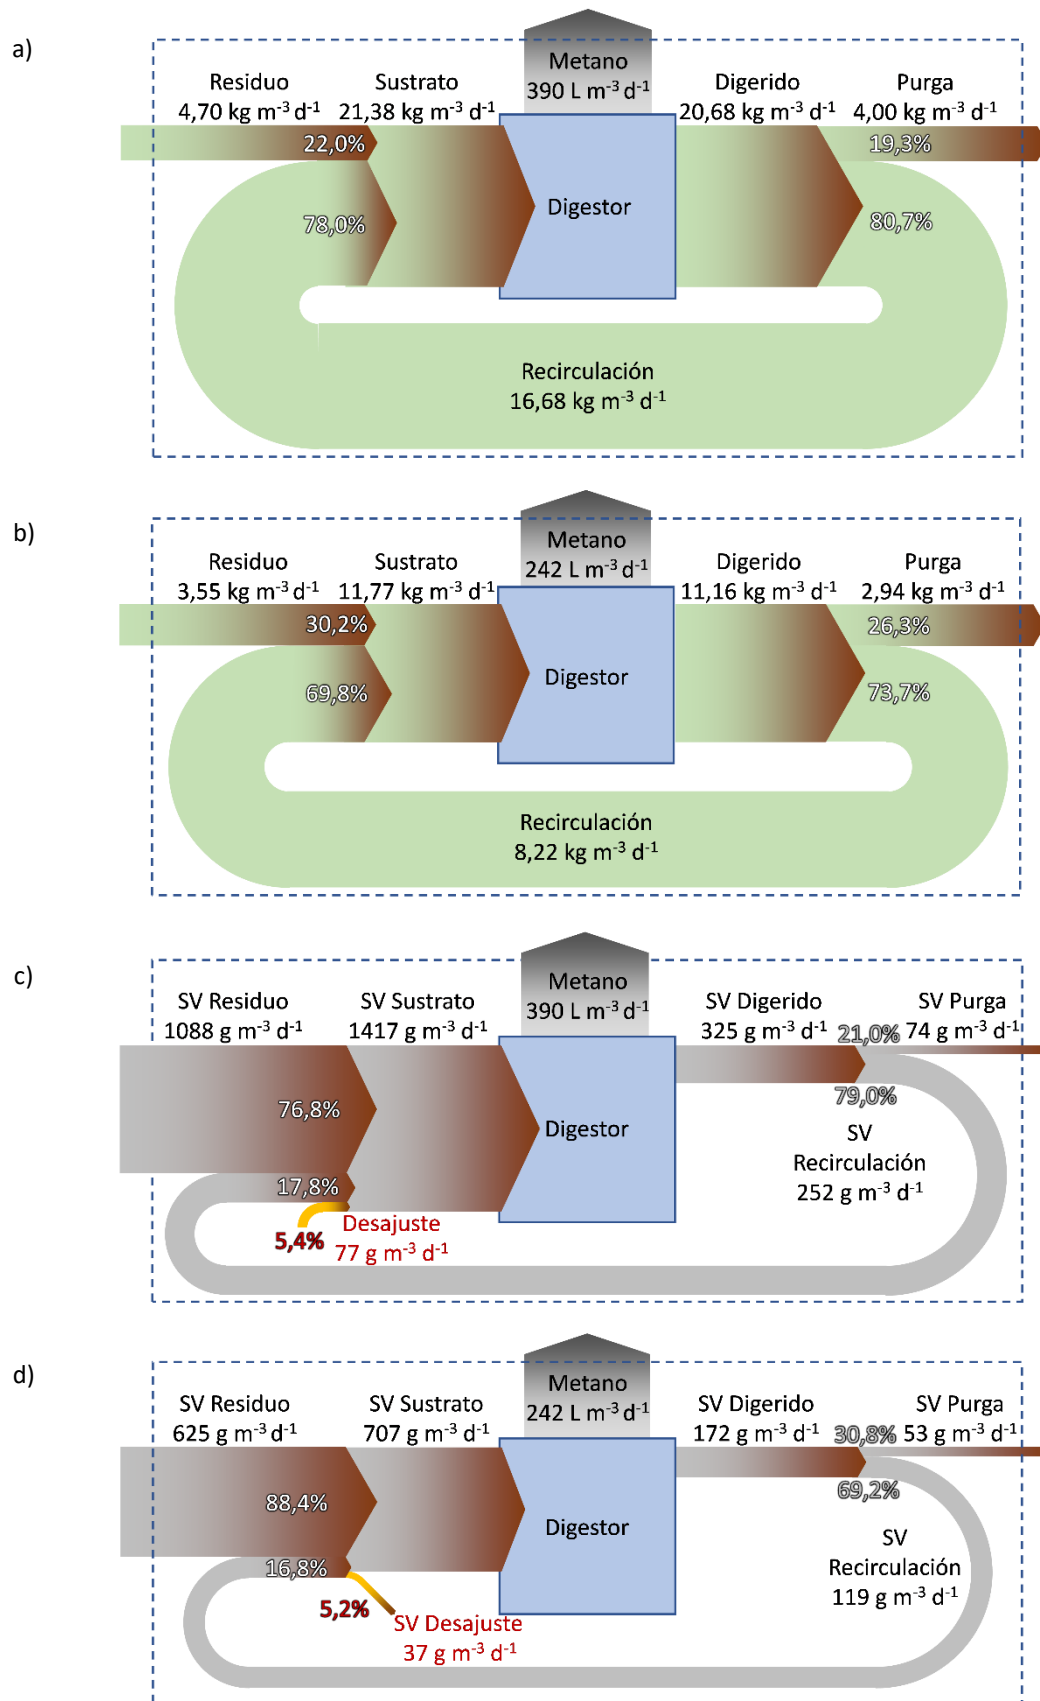 a)
Metano
390 L m⁻³ d⁻¹
Residuo
4,70 kg m⁻³ d⁻¹
Sustrato
21,38 kg m⁻³ d⁻¹
Digerido
20,68 kg m⁻³ d⁻¹
Purga
4,00 kg m⁻³ d⁻¹
22,0%
19,3%
78,0%
Digestor
80,7%
Recirculación
16,68 kg m⁻³ d⁻¹
b)
Metano
242 L m⁻³ d⁻¹
Residuo
3,55 kg m⁻³ d⁻¹
Sustrato
11,77 kg m⁻³ d⁻¹
Digerido
11,16 kg m⁻³ d⁻¹
Purga
2,94 kg m⁻³ d⁻¹
30,2%
26,3%
69,8%
Digestor
73,7%
Recirculación
8,22 kg m⁻³ d⁻¹
c)
Metano
390 L m⁻³ d⁻¹
SV Residuo
1088 g m⁻³ d⁻¹
SV Sustrato
1417 g m⁻³ d⁻¹
SV Digerido
325 g m⁻³ d⁻¹
SV Purga
74 g m⁻³ d⁻¹
21,0%
79,0%
76,8%
Digestor
SV
Recirculación
252 g m⁻³ d⁻¹
17,8%
5,4%
Desajuste
77 g m⁻³ d⁻¹
d)
Metano
242 L m⁻³ d⁻¹
SV Residuo
625 g m⁻³ d⁻¹
SV Sustrato
707 g m⁻³ d⁻¹
SV Digerido
172 g m⁻³ d⁻¹
SV Purga
53 g m⁻³ d⁻¹
30,8%
69,2%
88,4%
Digestor
SV
Recirculación
119 g m⁻³ d⁻¹
16,8%
5,2%
SV Desajuste
37 g m⁻³ d⁻¹